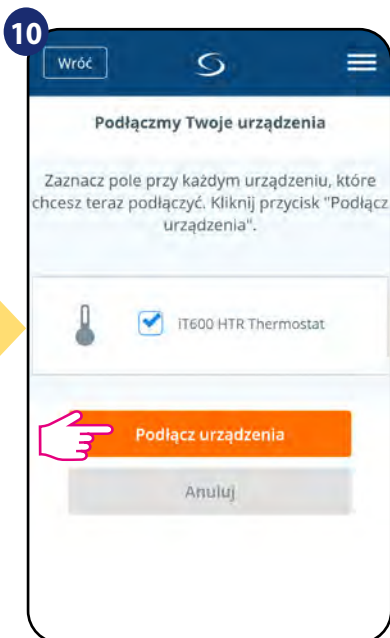 10
Wróć
Podłączmy Twoje urządzenia
Zaznacz pole przy każdym urządzeniu, które
chcesz teraz podłączyć. Kliknij przycisk "Podłącz
urządzenia".
iT600 HTR Thermostat
Podłącz urządzenia
Anuluj